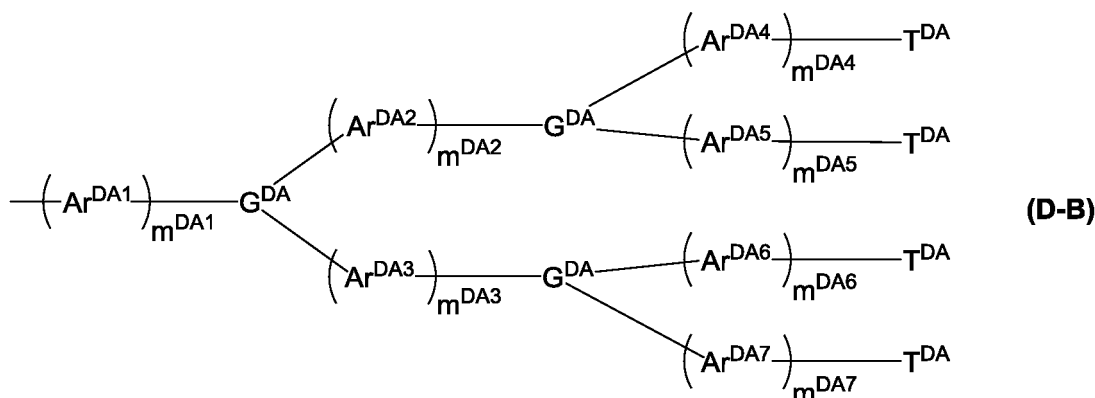 (Ar^DA4)m^DA4 T^DA
(Ar^DA2)m^DA2 G^DA
(Ar^DA5)m^DA5 T^DA
(Ar^DA1)m^DA1 G^DA (D-B)
(Ar^DA3)m^DA3 G^DA
(Ar^DA6)m^DA6 T^DA
(Ar^DA7)m^DA7 T^DA